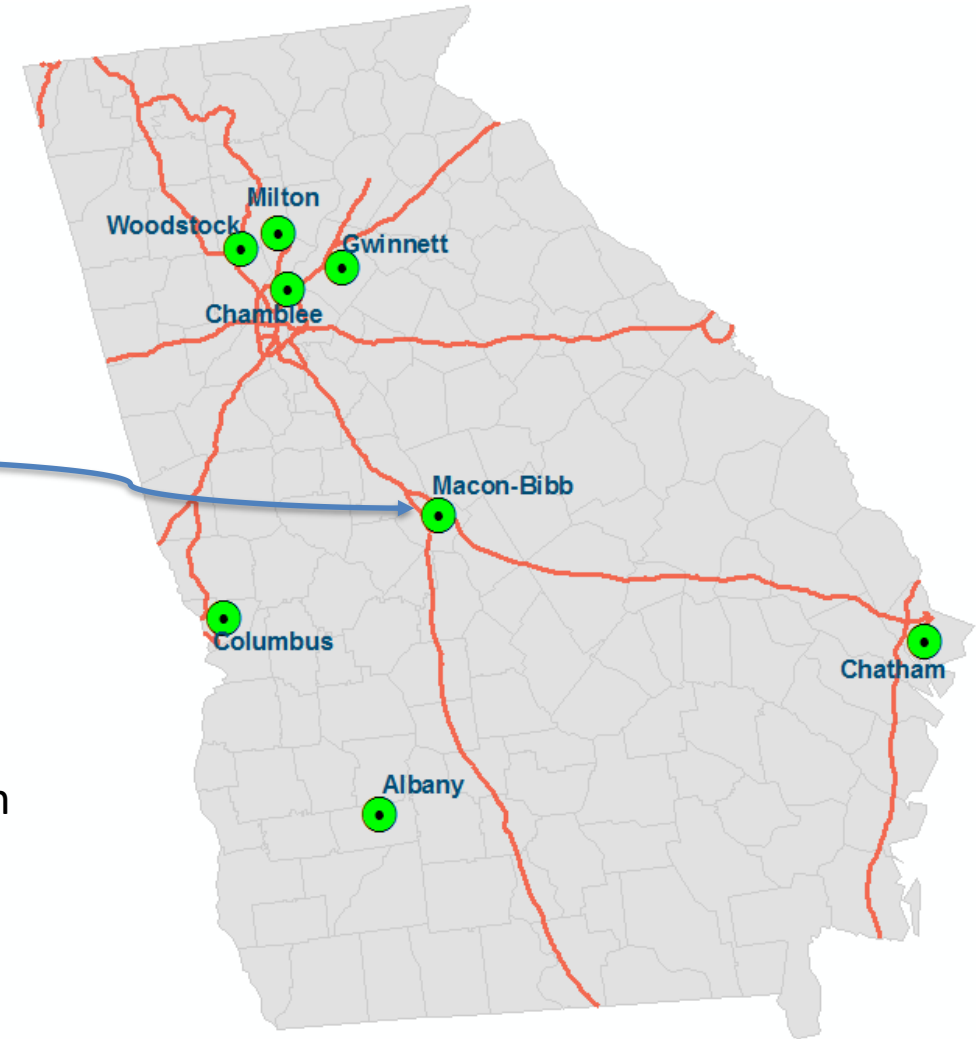 Milton
Woodstock
Gwinnett
Chamblee
Macon-Bibb
Columbus
Chatham
Albany
n